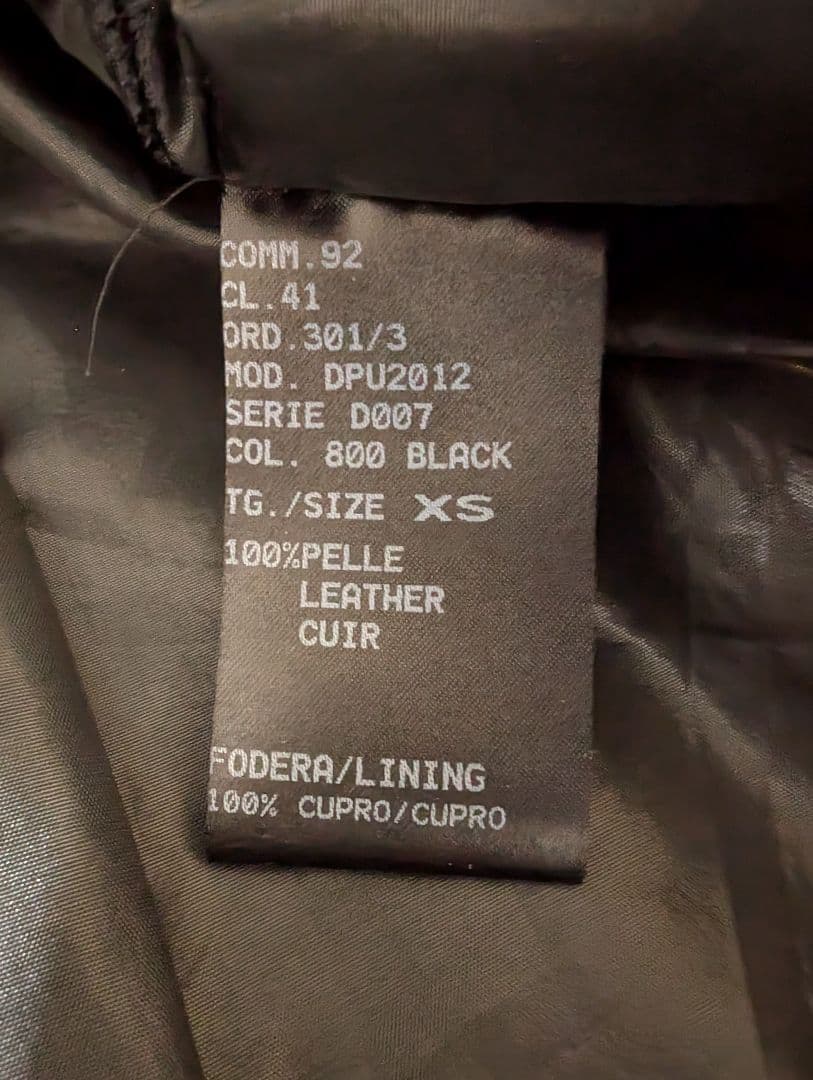 COMM.92
CL.41
ORD.301/3
MOD. DPU2012
SERIE D007
COL. 800 BLACK
TG./SIZE XS
100%PELLE
LEATHER
CUIR
FODERA/LINING
100% CUPRO/CUPRO